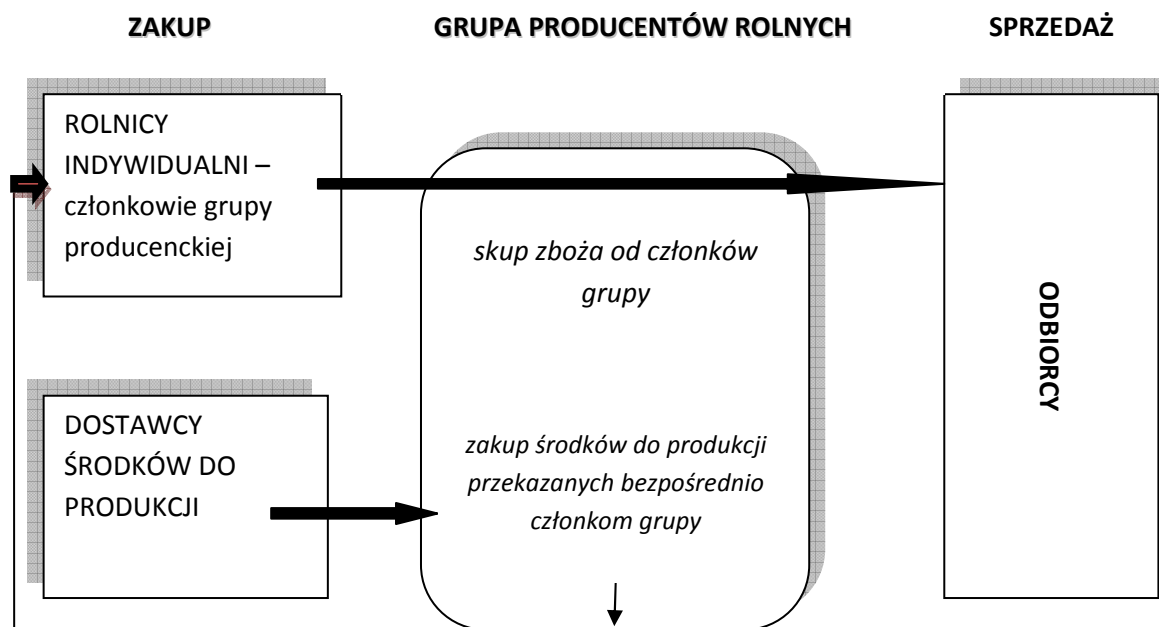 ZAKUP
GRUPA PRODUCENTÓW ROLNYCH
SPRZEDAŻ
ROLNICY
INDYWIDUALNI –
członkowie grupy
producenckiej
skup zboża od członków
grupy
ODBIORCY
DOSTAWCY
ŚRODKÓW DO
PRODUKCJI
zakup środków do produkcji
przekazanych bezpośrednio
członkom grupy